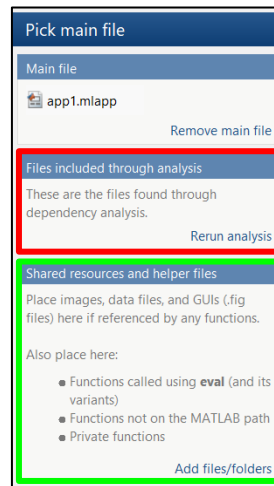 Pick main file
Main file
app1.mlapp
Remove main file
Files included through analysis
These are the files found through
dependency analysis.
Rerun analysis
Shared resources and helper files
Place images, data files, and GUIs (.fig
files) here if referenced by any functions.
Also place here:
Functions called using eval (and its
variants)
Functions not on the MATLAB path
Private functions
Add files/folders